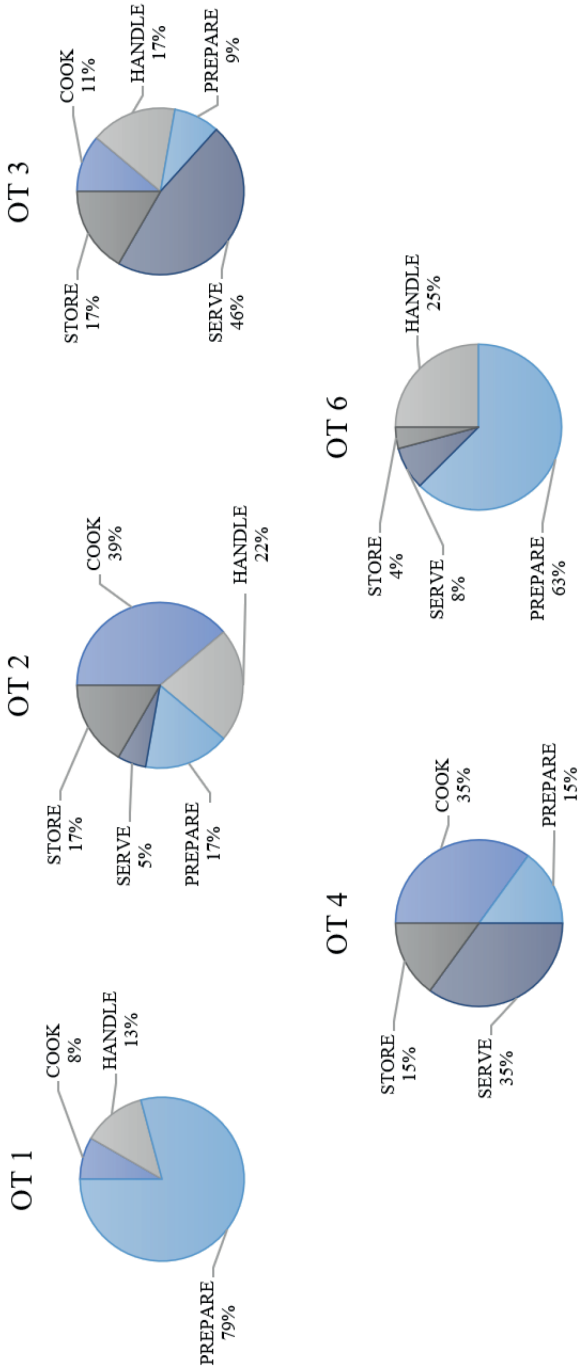 OT 1
COOK
8%
HANDLE
13%
PREPARE
79%
OT 2
COOK
39%
HANDLE
22%
PREPARE
17%
SERVE
5%
STORE
17%
OT 3
COOK
11%
HANDLE
17%
PREPARE
9%
SERVE
46%
STORE
17%
OT 4
COOK
35%
PREPARE
15%
SERVE
35%
STORE
15%
OT 6
HANDLE
25%
PREPARE
63%
SERVE
8%
STORE
4%